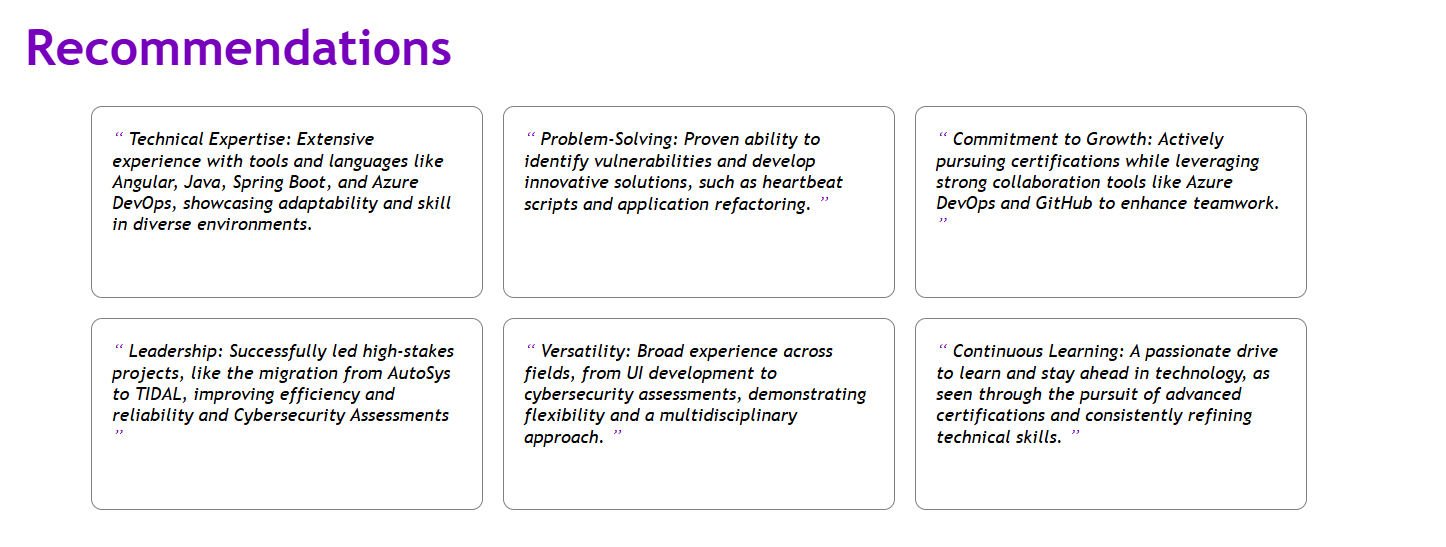 Recommendations
“ Technical Expertise: Extensive
experience with tools and languages like
Angular, Java, Spring Boot, and Azure
DevOps, showcasing adaptability and skill
in diverse environments.
“ Problem-Solving: Proven ability to
identify vulnerabilities and develop
innovative solutions, such as heartbeat
scripts and application refactoring. ”
“ Commitment to Growth: Actively
pursuing certifications while leveraging
strong collaboration tools like Azure
DevOps and GitHub to enhance teamwork.
”
“ Leadership: Successfully led high-stakes
projects, like the migration from AutoSys
to TIDAL, improving efficiency and
reliability and Cybersecurity Assessments
”
“ Versatility: Broad experience across
fields, from UI development to
cybersecurity assessments, demonstrating
flexibility and a multidisciplinary
approach. ”
“ Continuous Learning: A passionate drive
to learn and stay ahead in technology, as
seen through the pursuit of advanced
certifications and consistently refining
technical skills. ”